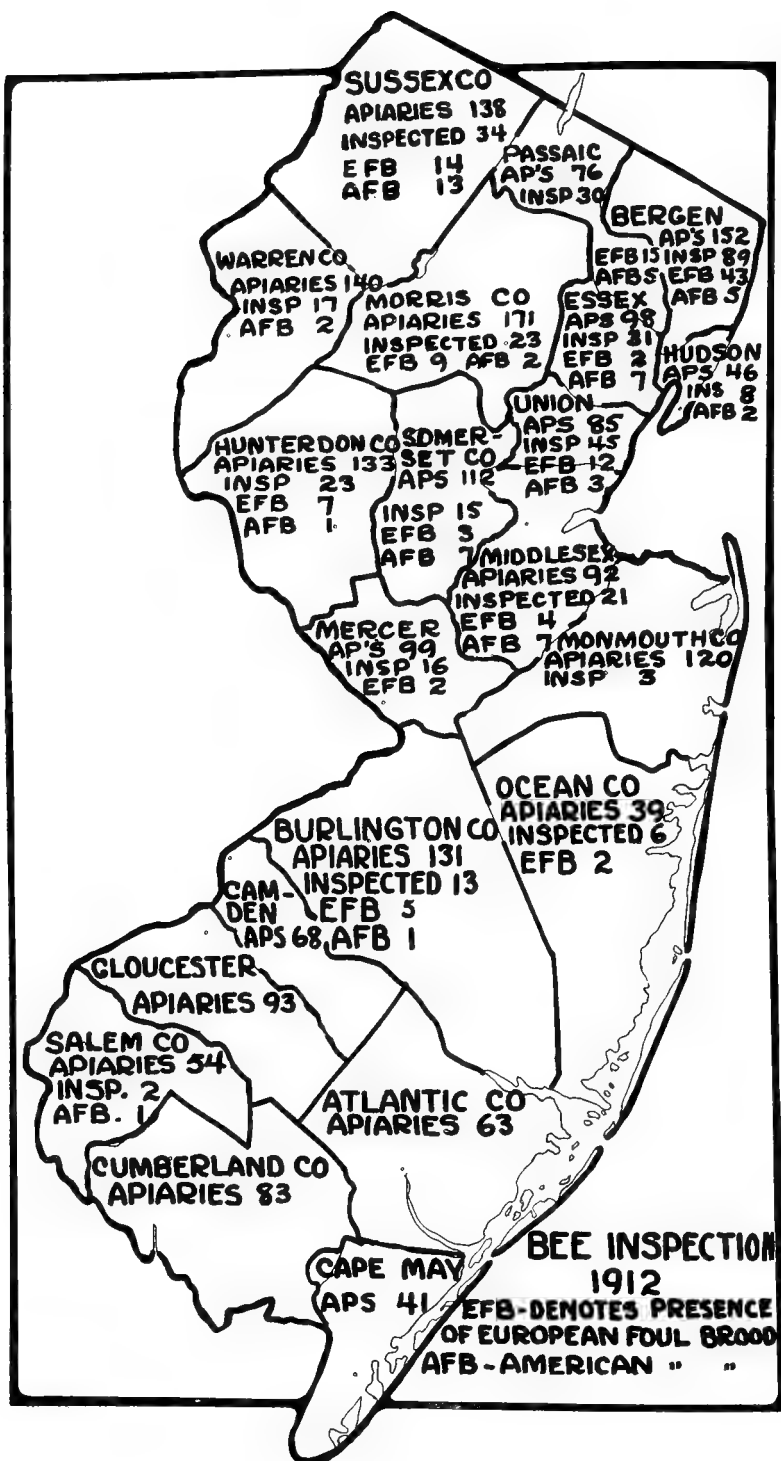 SUSSEX CO
APIARIES 138
INSPECTED 34
EFB 14
AFB 13
PASSAIC
AP'S 76
INSP 30
EFB 15
AFB 5
BERGEN
AP'S 152
INSP 89
EFB 43
AFB 5
WARREN CO
APIARIES 140
INSP 17
AFB 2
MORRIS CO
APIARIES 171
INSPECTED 23
EFB 9 AFB 2
ESSEX
APS 98
INSP 31
EFB 2
AFB 7
HUDSON
APS 46
INS 8
AFB 2
UNION
APS 85
INSP 45
EFB 12
AFB 3
HUNTERDON CO
APIARIES 133
INSP 23
EFB 7
AFB 1
SOMER-
SET CO
APS 112
INSP 15
EFB 3
AFB 7
MIDDLESEX
APIARIES 92
INSPECTED 21
EFB 4
AFB 7
MERCER
AP'S 99
INSP 16
EFB 2
MONMOUTH CO
APIARIES 120
INSP 3
OCEAN CO
APIARIES 39
INSPECTED 6
EFB 2
BURLINGTON CO
APIARIES 131
INSPECTED 13
EFB 5
AFB 1
CAM-
DEN
APS 68
GLOUCESTER
APIARIES 93
SALEM CO
APIARIES 54
INSP. 2
AFB. 1
ATLANTIC CO
APIARIES 63
CUMBERLAND CO
APIARIES 83
CAPE MAY
APS 41
BEE INSPECTION
1912
EFB-DENOTES PRESENCE
OF EUROPEAN FOUL BROOD
AFB-AMERICAN " "